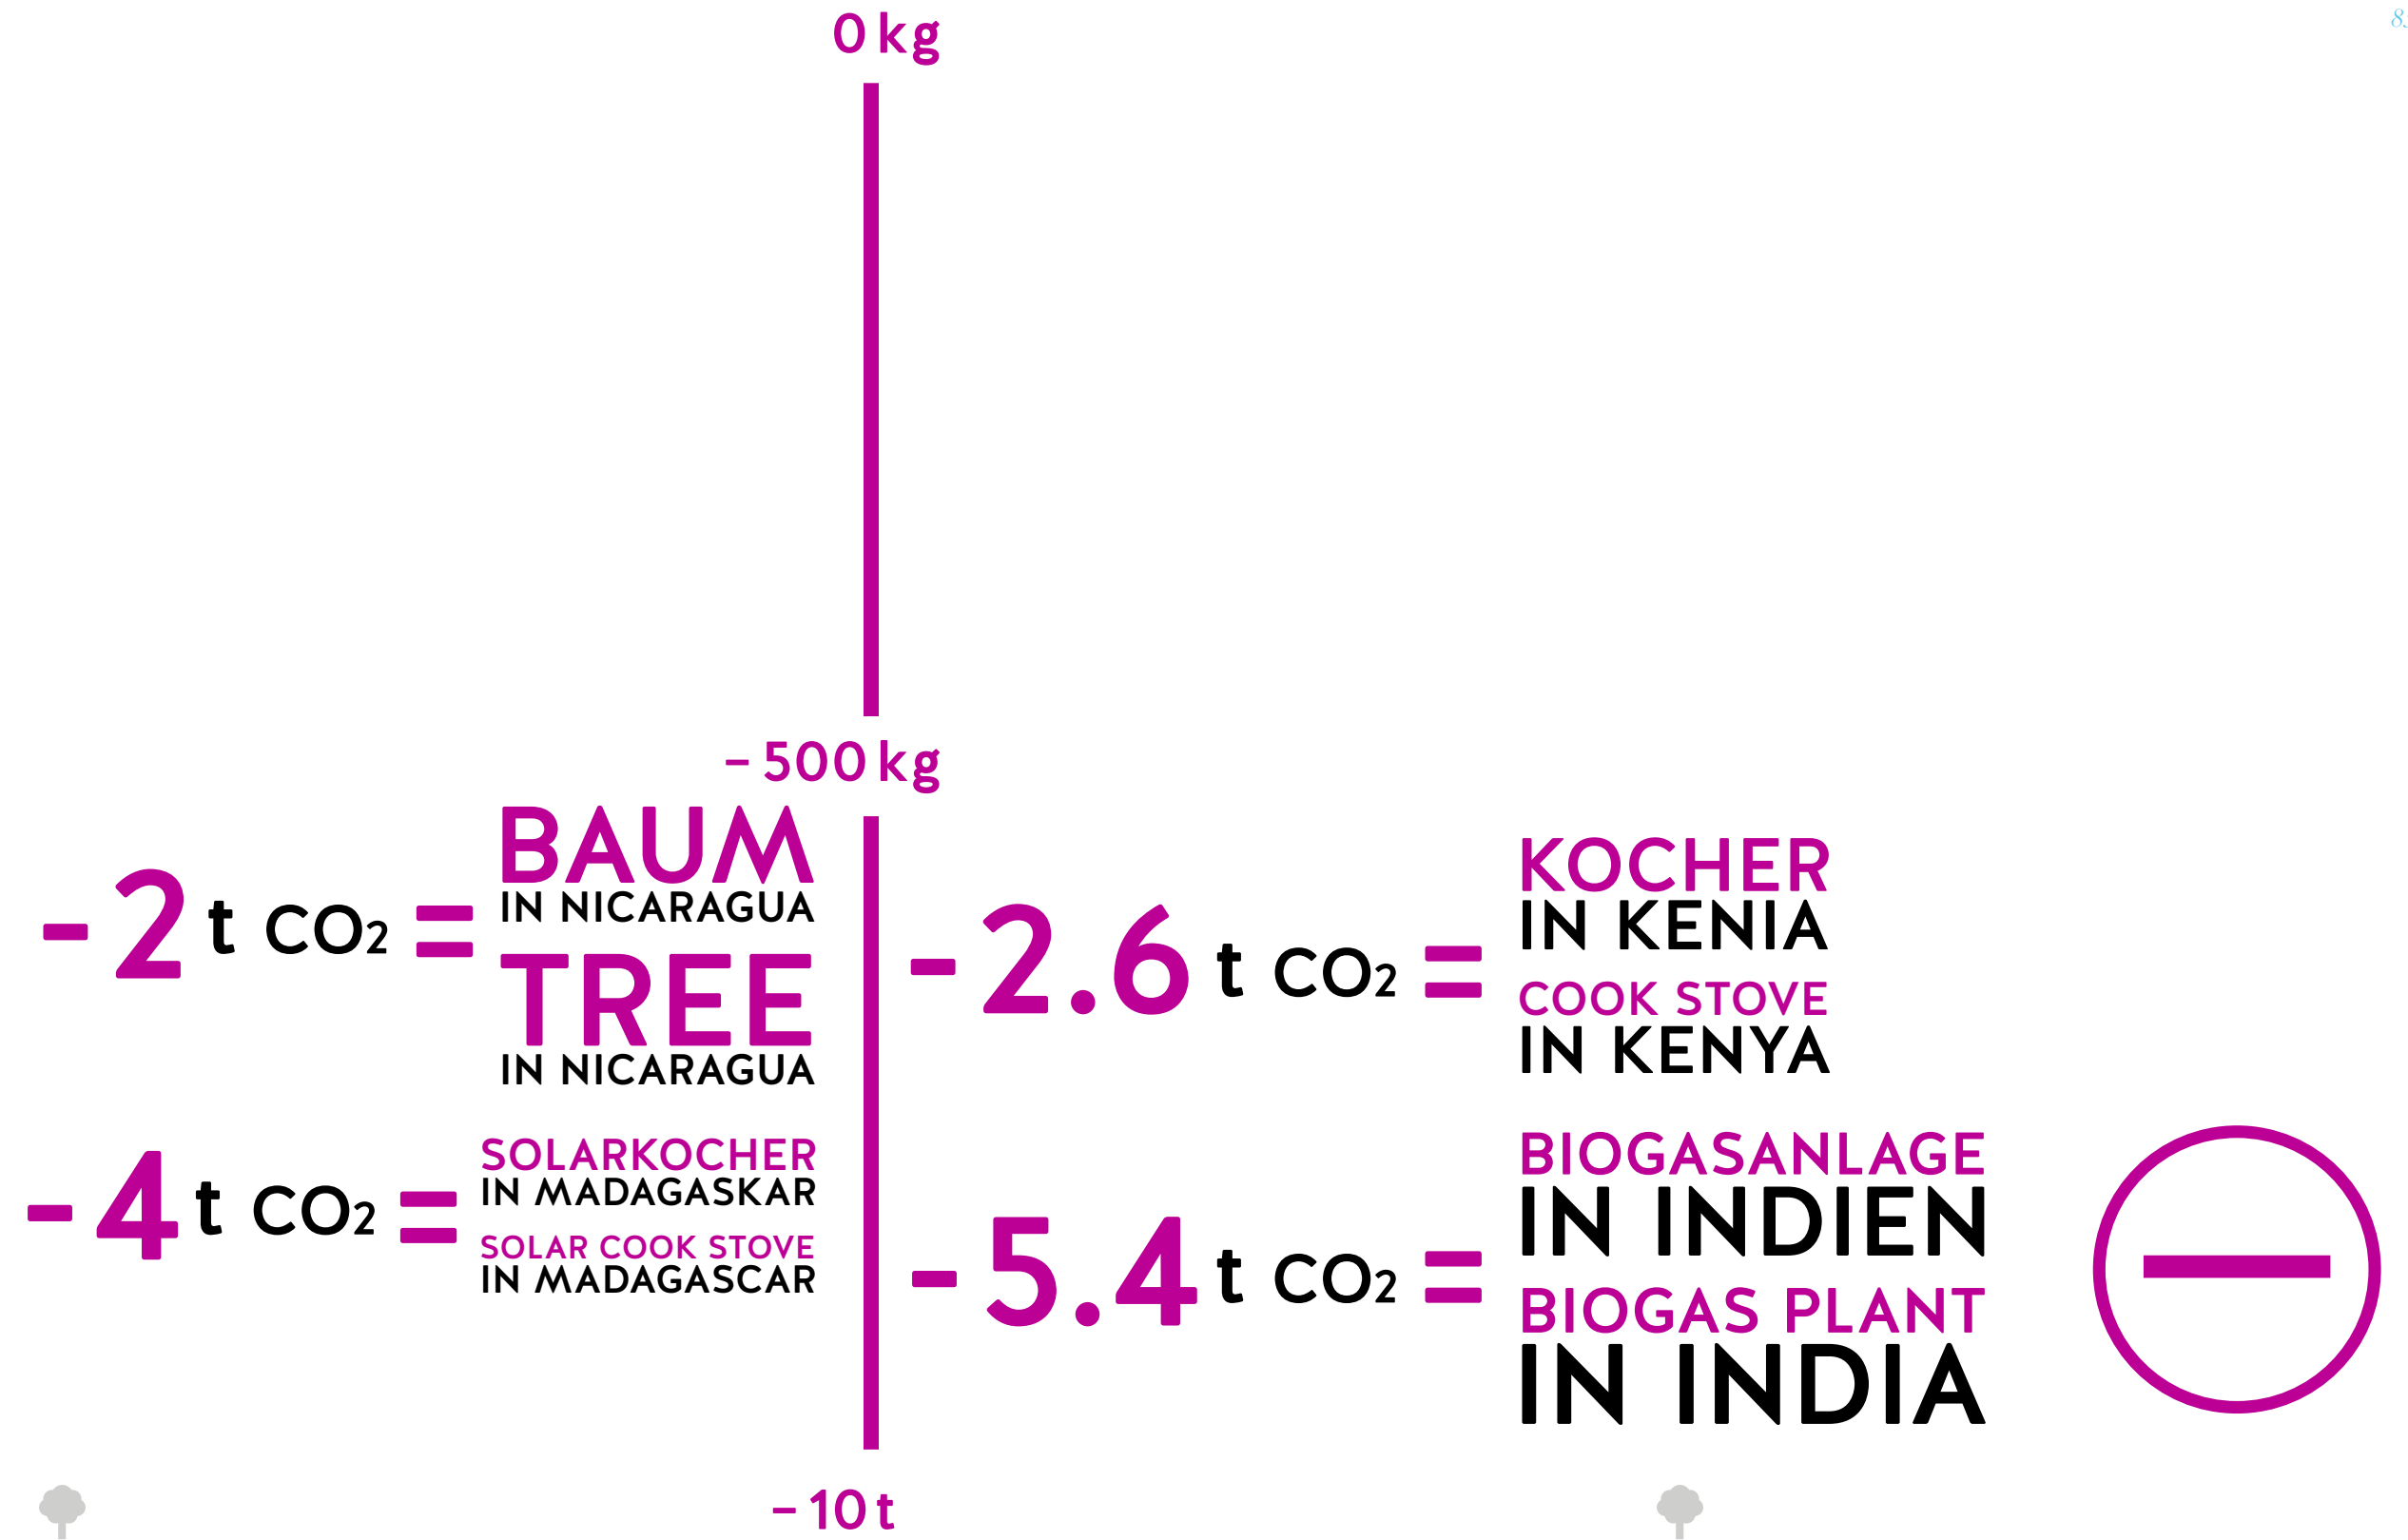 0 kg
8.
– 500 kg
-2 t CO2 =
BAUM
IN NICARAGUA
TREE
IN NICARAGUA
-2.6 t CO2 =
KOCHER
IN KENIA
COOK STOVE
IN KENYA
-4 t CO2 =
SOLARKOCHER
IN MADAGASKAR
SOLAR COOK STOVE
IN MADAGASCAR
-5.4 t CO2 =
BIOGASANLAGE
IN INDIEN
BIOGAS PLANT
IN INDIA
– 10 t